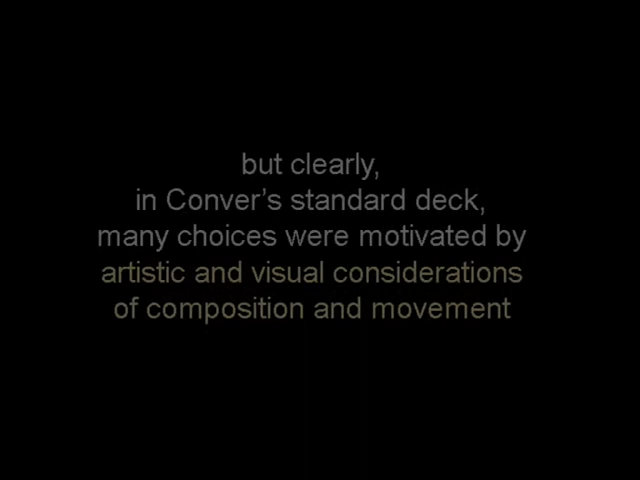 but clearly,
in Conver’s standard deck,
many choices were motivated by
artistic and visual considerations
of composition and movement